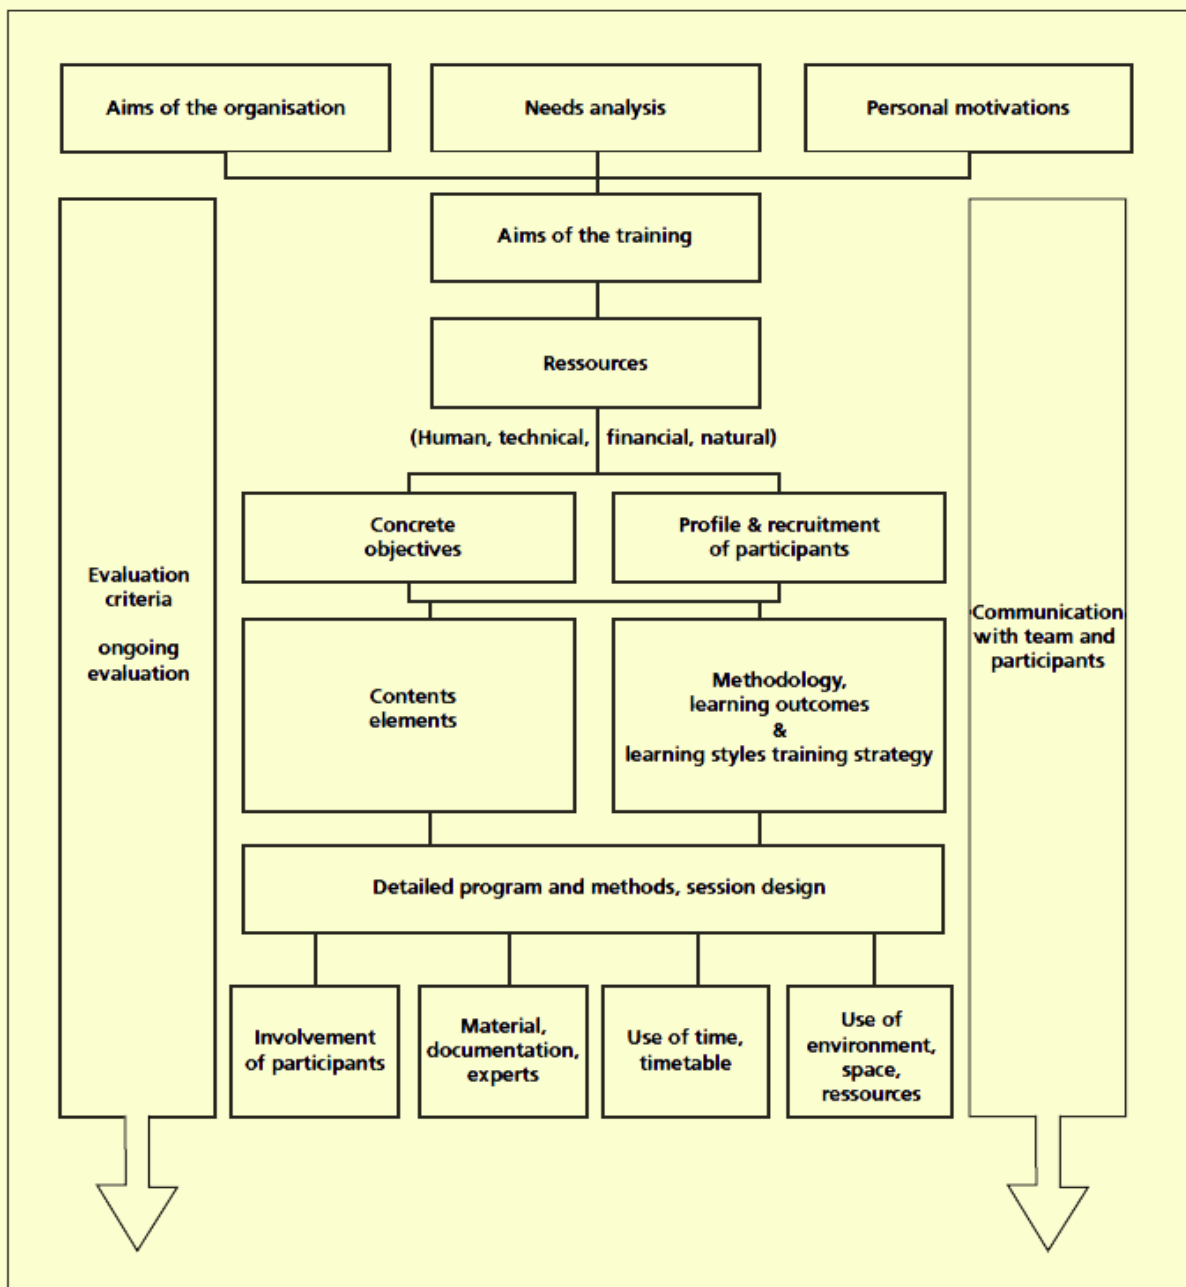 Aims of the organisation
Needs analysis
Personal motivations
Aims of the training
Ressources
(Human, technical, financial, natural)
Concrete
objectives
Profile & recruitment
of participants
Evaluation
criteria
ongoing
evaluation
Communication
with team and
participants
Contents
elements
Methodology,
learning outcomes
&
learning styles training strategy
Detailed program and methods, session design
Involvement
of participants
Material,
documentation,
experts
Use of time,
timetable
Use of
environment,
space,
ressources